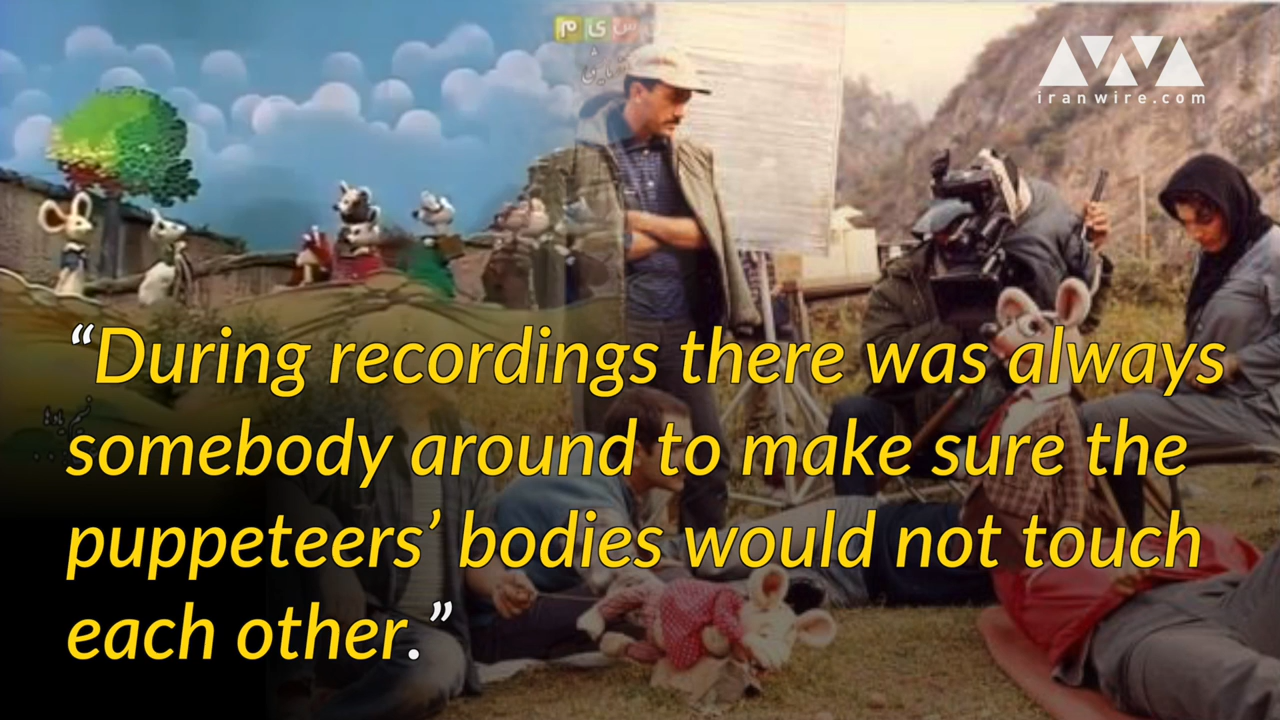 سیم
iranwire.com
“During recordings there was always
somebody around to make sure the
puppeteers’ bodies would not touch
each other.”